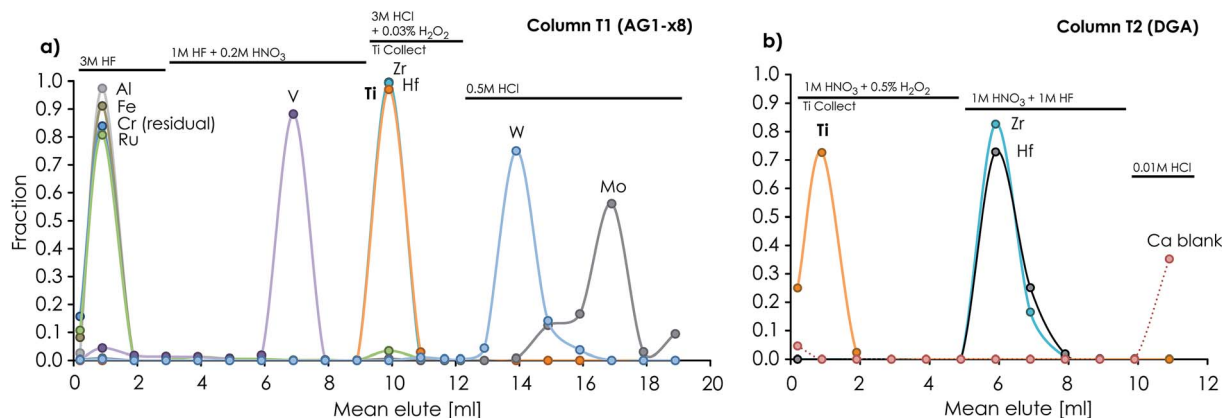 a)
Column T1 (AG1-x8)
3M HF
1M HF + 0.2M HNO₃
3M HCl
+ 0.03% H₂O₂
Ti Collect
0.5M HCl
Al
Fe
Cr (residual)
Ru
V
Ti
Zr
Hf
W
Mo
Fraction
1.0
0.9
0.8
0.7
0.6
0.5
0.4
0.3
0.2
0.1
0.0
0 2 4 6 8 10 12 14 16 18 20
Mean elute [ml]
b)
Column T2 (DGA)
1M HNO₃ + 0.5% H₂O₂
Ti Collect
1M HNO₃ + 1M HF
0.01M HCl
Ti
Zr
Hf
Ca blank
1.0
0.9
0.8
0.7
0.6
0.5
0.4
0.3
0.2
0.1
0.0
0 2 4 6 8 10 12
Mean elute [ml]